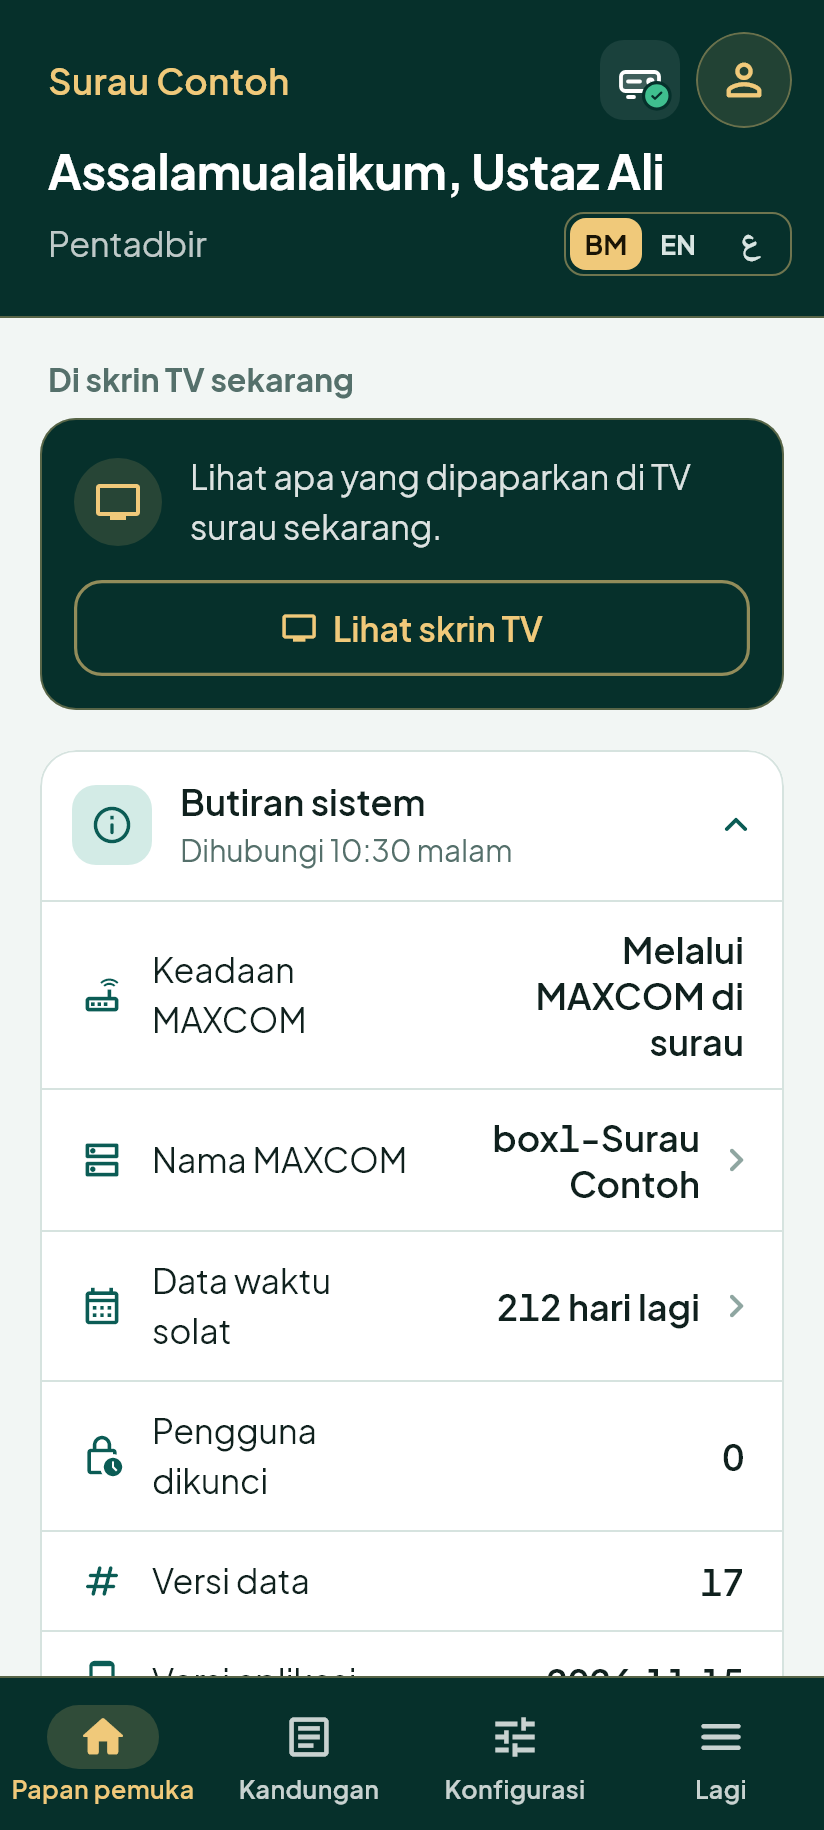 Surau Contoh
Assalamualaikum, Ustaz Ali
Pentadbir
BM EN ع
Di skrin TV sekarang
Lihat apa yang dipaparkan di TV
surau sekarang.
Lihat skrin TV
Butiran sistem
Dihubungi 10:30 malam
Keadaan
MAXCOM
Melalui
MAXCOM di
surau
Nama MAXCOM
box1-Surau
Contoh
Data waktu
solat
212 hari lagi
Pengguna
dikunci
0
Versi data
17
Versi aplikasi
Papan pemuka
Kandungan
Konfigurasi
Lagi